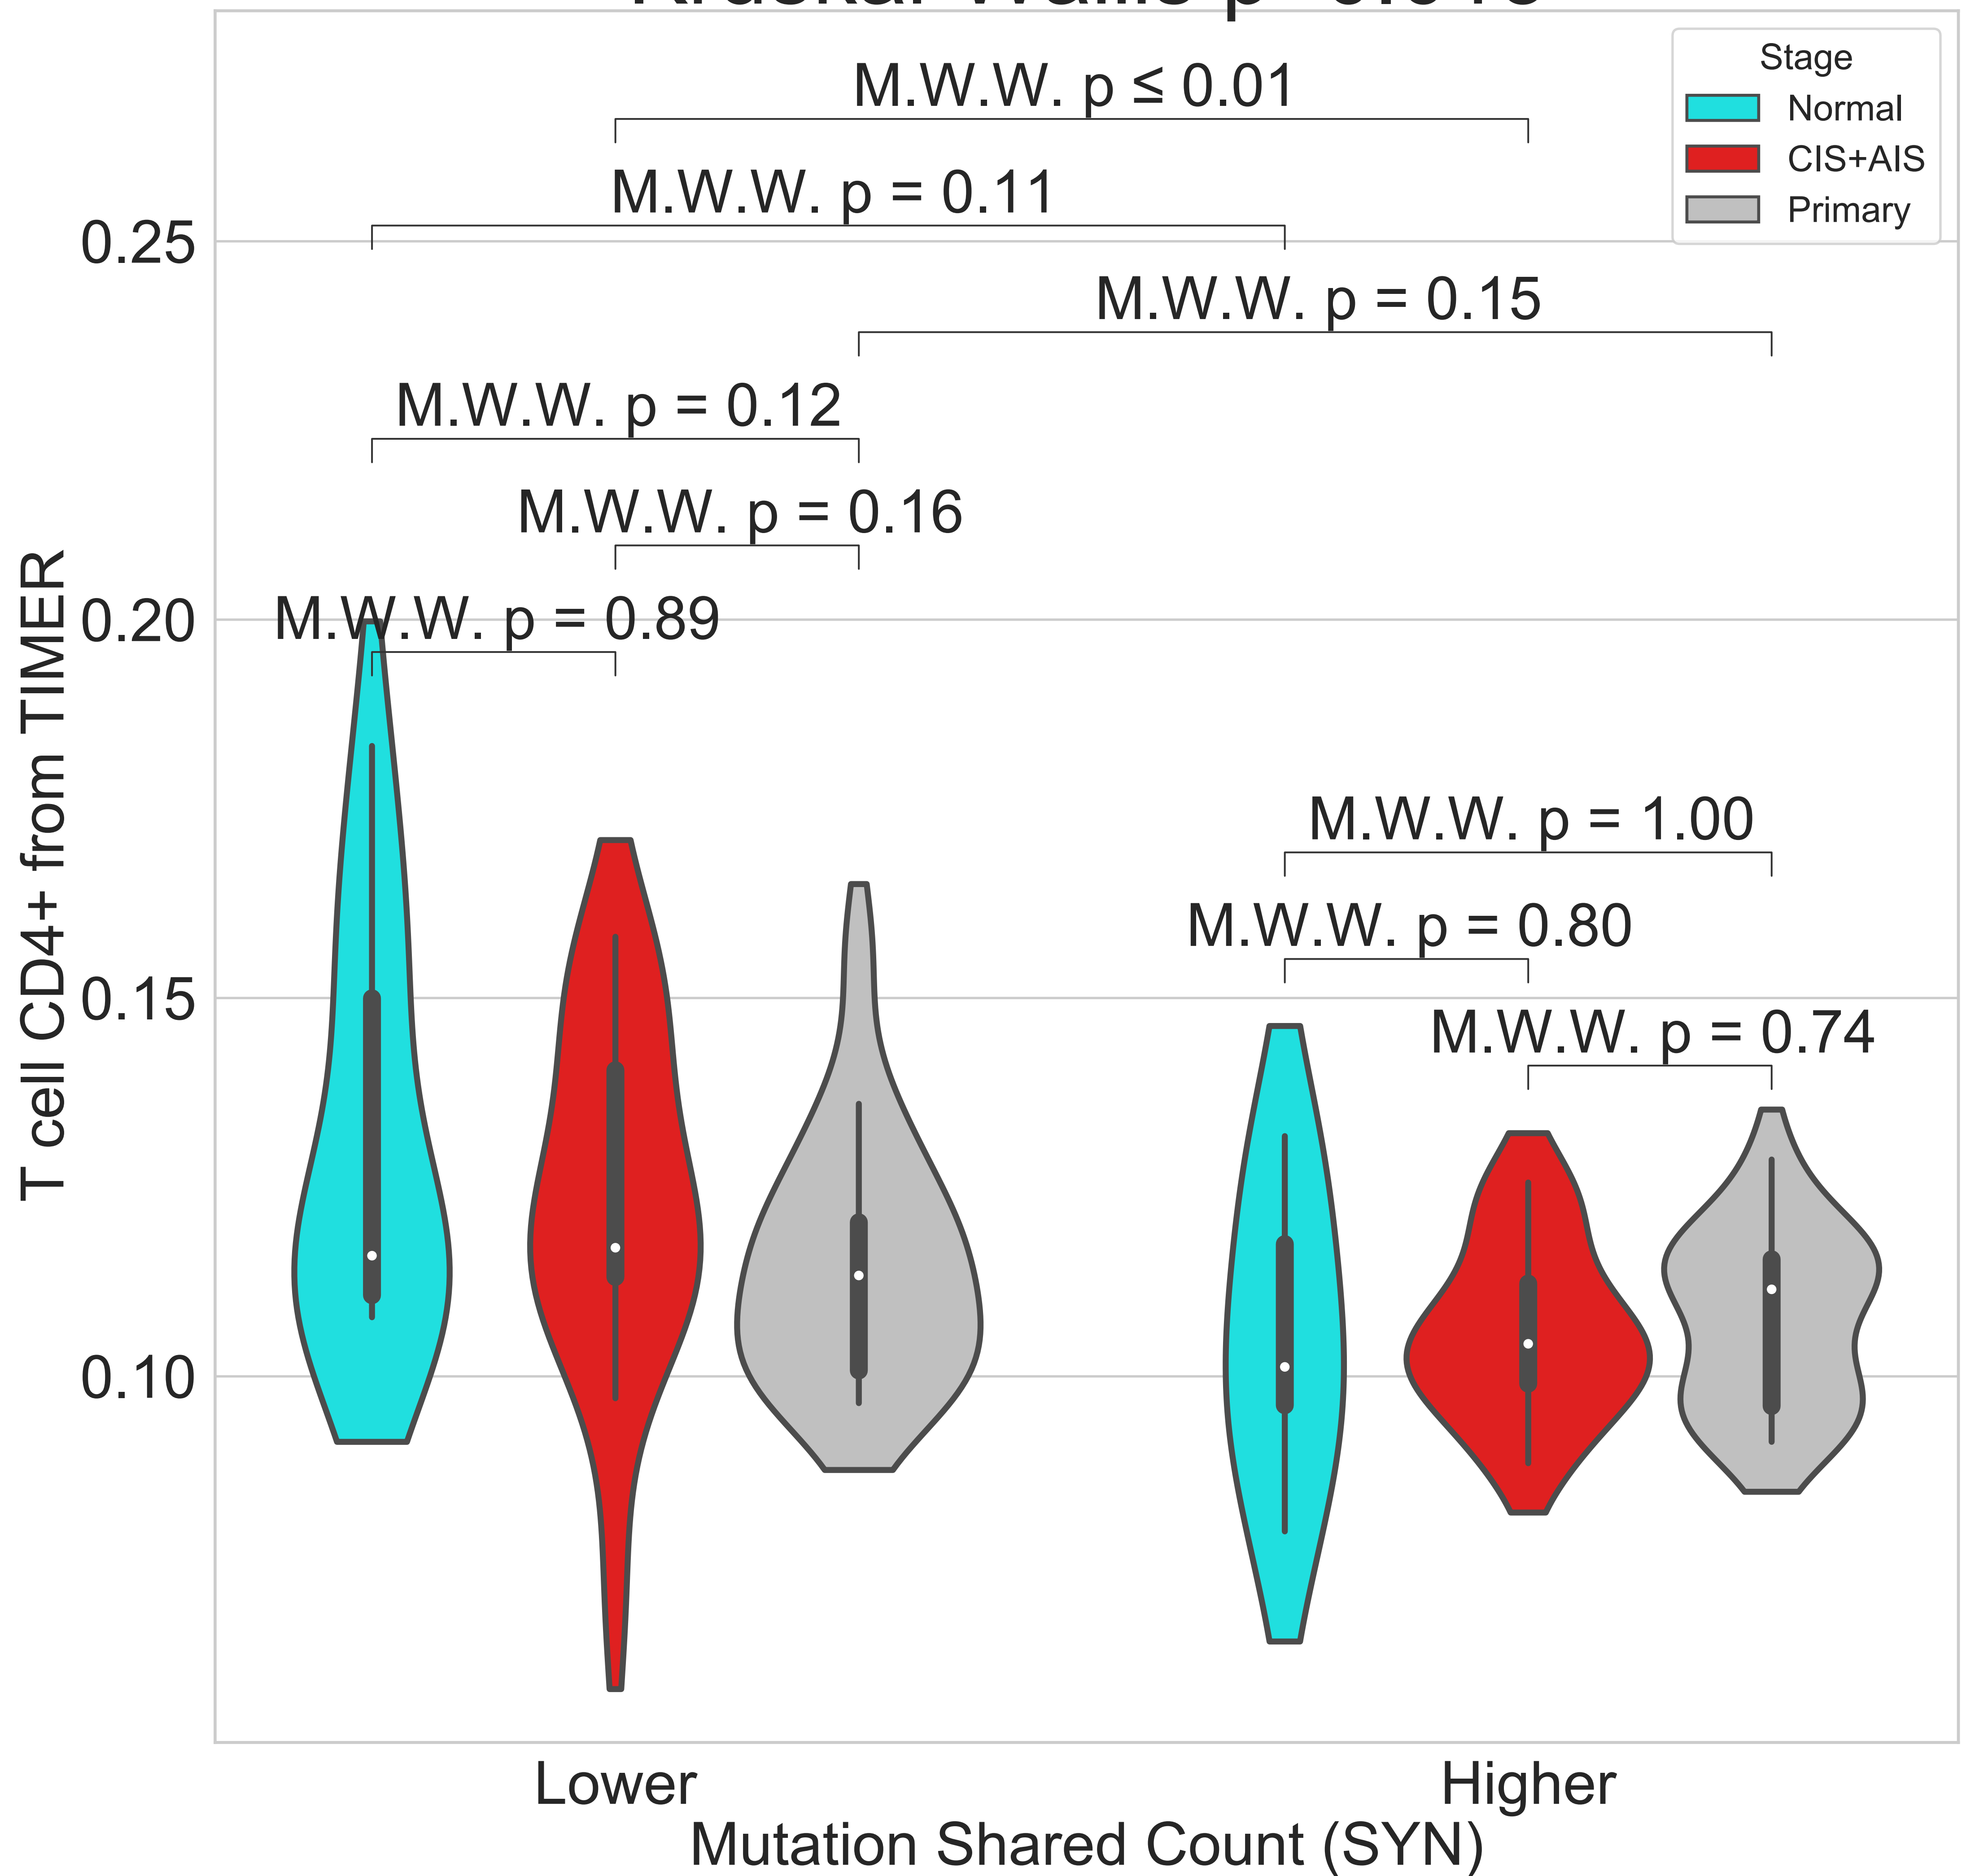 M.W.W. p ≤ 0.01
Stage
Normal
CIS+AIS
Primary
M.W.W. p = 0.11
M.W.W. p = 0.15
M.W.W. p = 0.12
M.W.W. p = 0.16
M.W.W. p = 0.89
M.W.W. p = 1.00
M.W.W. p = 0.80
M.W.W. p = 0.74
0.25
0.20
0.15
0.10
T cell CD4+ from TIMER
Lower
Higher
Mutation Shared Count (SYN)